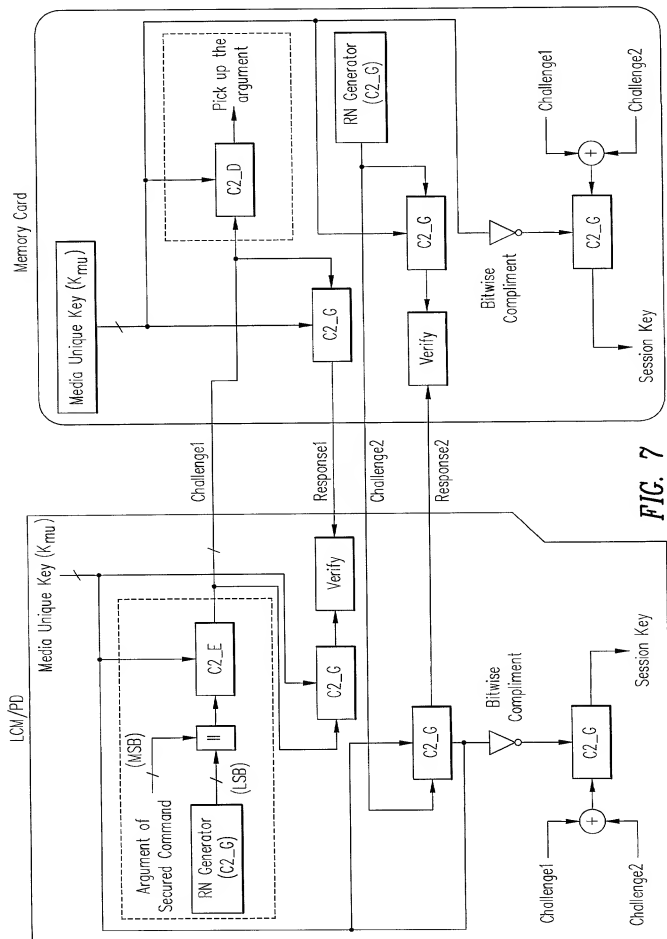 LCM/PD
Media Unique Key (Kmu)
Argument of
Secured Command
(MSB)
RN Generator
(C2_G)
(LSB)
||
C2_E
C2_G
Verify
C2_G
Bitwise
Compliment
Challenge1
Challenge2
+
C2_G
Session Key
Challenge1
Response1
Challenge2
Response2
Memory Card
Media Unique Key (Kmu)
C2_D
Pick up the
argument
C2_G
RN Generator
(C2_G)
C2_G
Verify
Bitwise
Compliment
Challenge1
Challenge2
+
C2_G
Session Key
FIG. 7